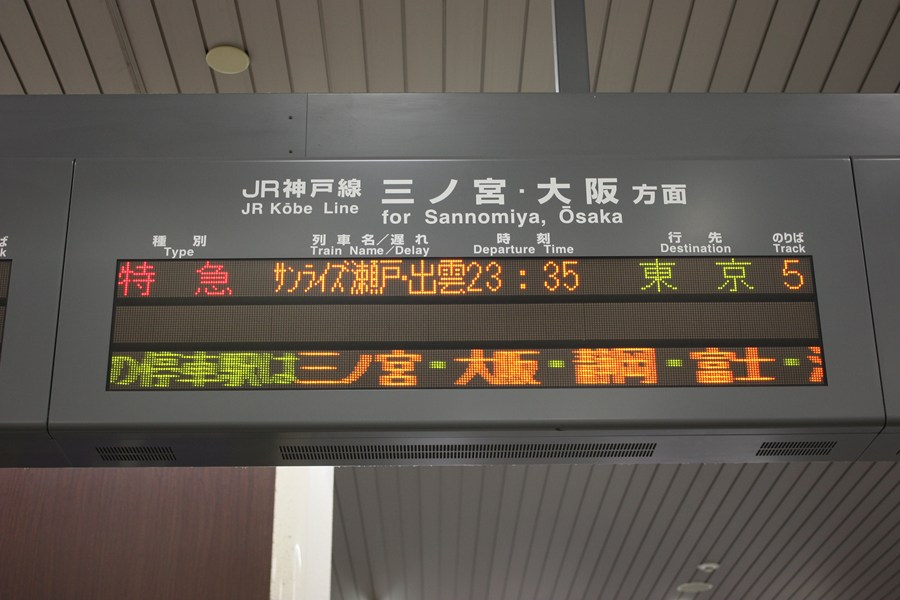 JR神戸線 三ノ宮・大阪 方面
JR Kōbe Line for Sannomiya, Ōsaka
種別 列車名／遅れ 時刻 行先 のりば
Type Train Name/Delay Departure Time Destination Track
特急 サンライズ瀬戸・出雲 23:35 東京 5
の停車駅は三ノ宮・大阪・静岡・富士・